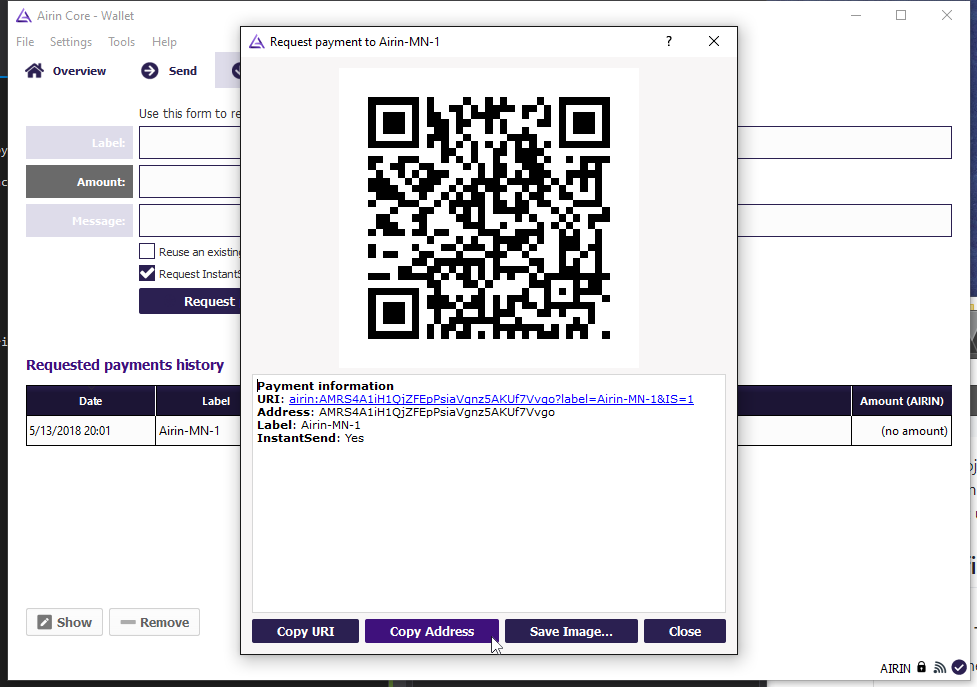 Airin Core - Wallet
File Settings Tools Help
Overview Send
Use this form to re
Label:
Amount:
Message:
Reuse an existing
Request InstantS
Request
Requested payments history
Date Label Amount (AIRIN)
5/13/2018 20:01 Airin-MN-1 (no amount)
Show Remove
AIRIN
Request payment to Airin-MN-1
?
Payment information
URI: airin:AMRS4A1iH1QjZFEpPsiaVgnz5AKUf7Vvgo?label=Airin-MN-1&IS=1
Address: AMRS4A1iH1QjZFEpPsiaVgnz5AKUf7Vvgo
Label: Airin-MN-1
InstantSend: Yes
Copy URI Copy Address Save Image... Close